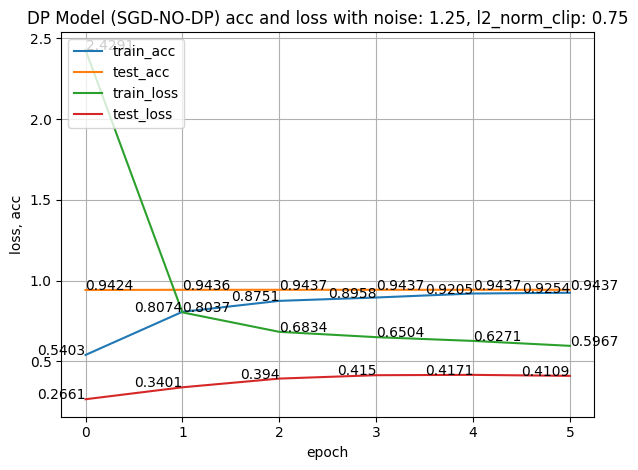 DP Model (SGD-NO-DP) acc and loss with noise: 1.25, l2_norm_clip: 0.75
2.5
2.4291
train_acc
test_acc
train_loss
test_loss
2.0
1.5
loss, acc
1.0
0.9424 0.9436 0.9437 0.9437 0.9437 0.9437
0.5403 0.8074 0.8751 0.8958 0.9205 0.9254
0.8037 0.6834 0.6504 0.6271 0.5967
0.5
0.2661 0.3401 0.394 0.415 0.4171 0.4109
0 1 2 3 4 5
epoch